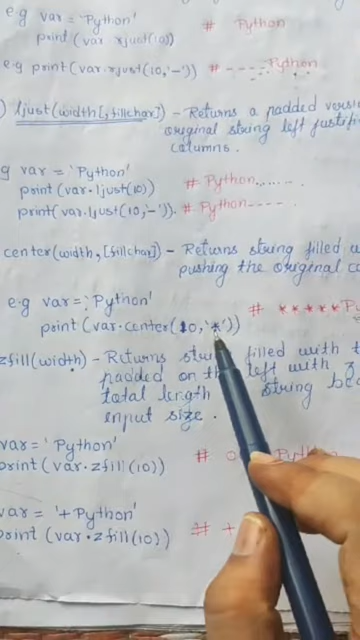 e.g var = 'Python'
print (var.rjust(10)) # Python
e.g print(var.rjust(10,'-')) # ----Python
) ljust(width[,fillchar]) - Returns a padded
original string left
columns.
g var = 'Python'
print(var.ljust(10)) # Python.......
print(var.ljust(10,'-')). # Python----
center(width,[fillchar]) - Returns string filled
pushing the original
e.g var = 'Python'
print (var.center(10,'*')) # *****
zfill(width) - Returns filled with
padded on the left with
total length string
input size.
var = 'Python'
print (var.zfill(10)) # Python
var = '+Python'
print (var.zfill(10)) # +